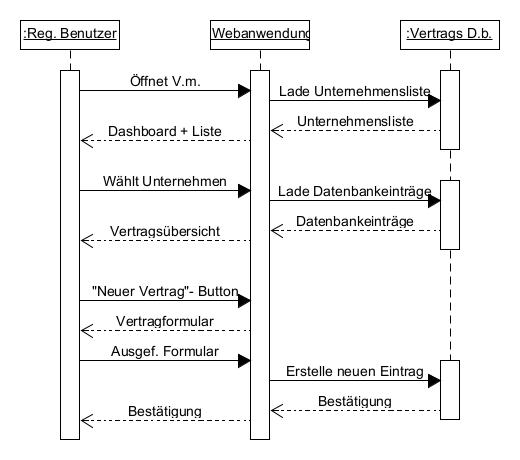 :Reg. Benutzer
Webanwendung
:Vertrags D.b.
Öffnet V.m.
Lade Unternehmensliste
Unternehmensliste
Dashboard + Liste
Wählt Unternehmen
Lade Datenbankeinträge
Datenbankeinträge
Vertragsübersicht
"Neuer Vertrag"- Button
Vertragformular
Ausgef. Formular
Erstelle neuen Eintrag
Bestätigung
Bestätigung